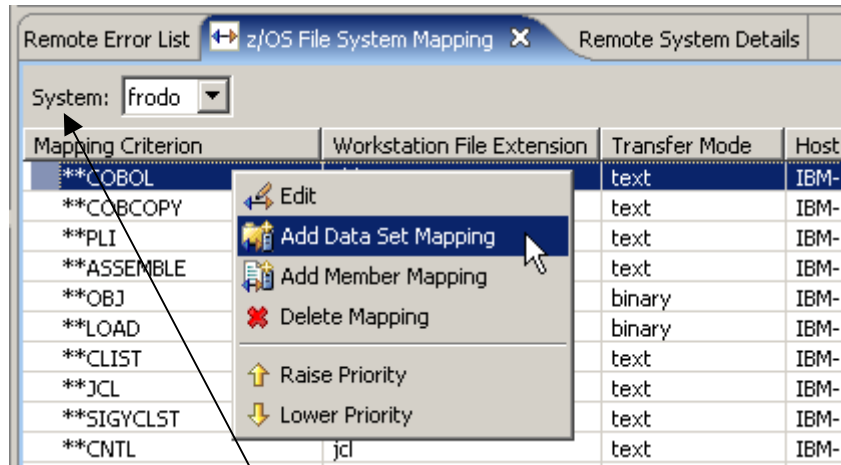 Remote Error List z/OS File System Mapping Remote System Details
System: frodo
Mapping Criterion Workstation File Extension Transfer Mode Host
**COBOL text IBM-
**COBCOPY text IBM-
**PLI text IBM-
**ASSEMBLE text IBM-
**OBJ binary IBM-
**LOAD binary IBM-
**CLIST text IBM-
**JCL text IBM-
**SIGYCLST text IBM-
**CNTL jcl text IBM-
Edit
Add Data Set Mapping
Add Member Mapping
Delete Mapping
Raise Priority
Lower Priority